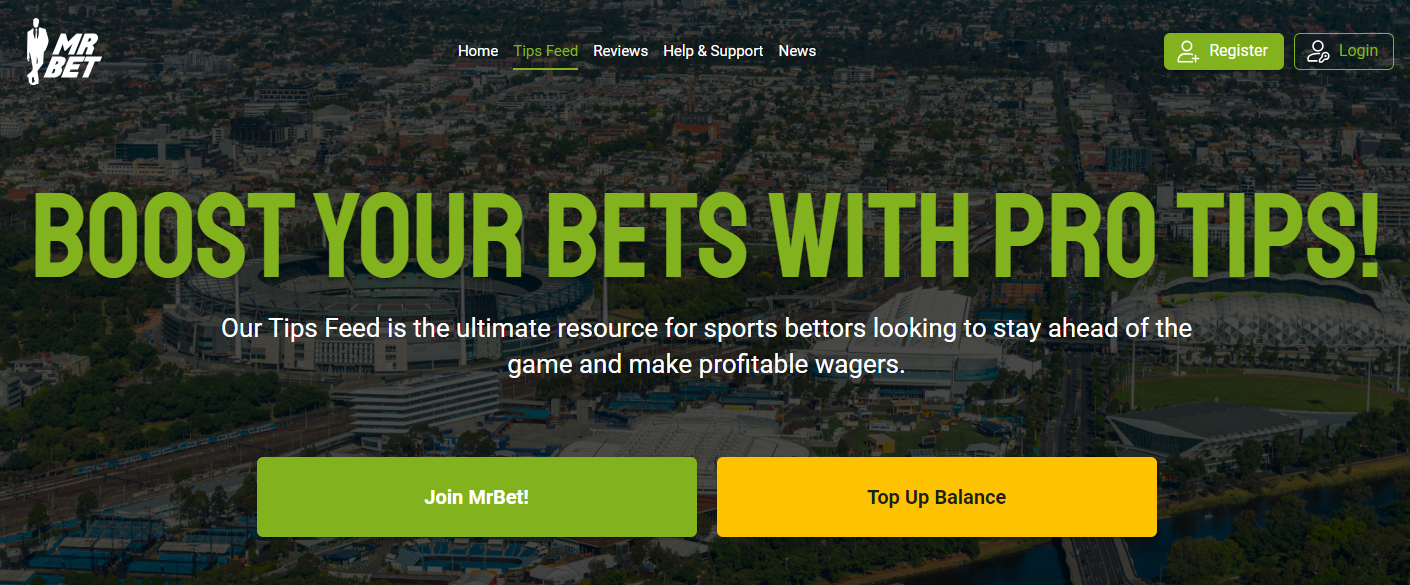 MR
BET
Home Tips Feed Reviews Help & Support News
Register Login
BOOST YOUR BETS WITH PRO TIPS!
Our Tips Feed is the ultimate resource for sports bettors looking to stay ahead of the
game and make profitable wagers.
Join MrBet! Top Up Balance